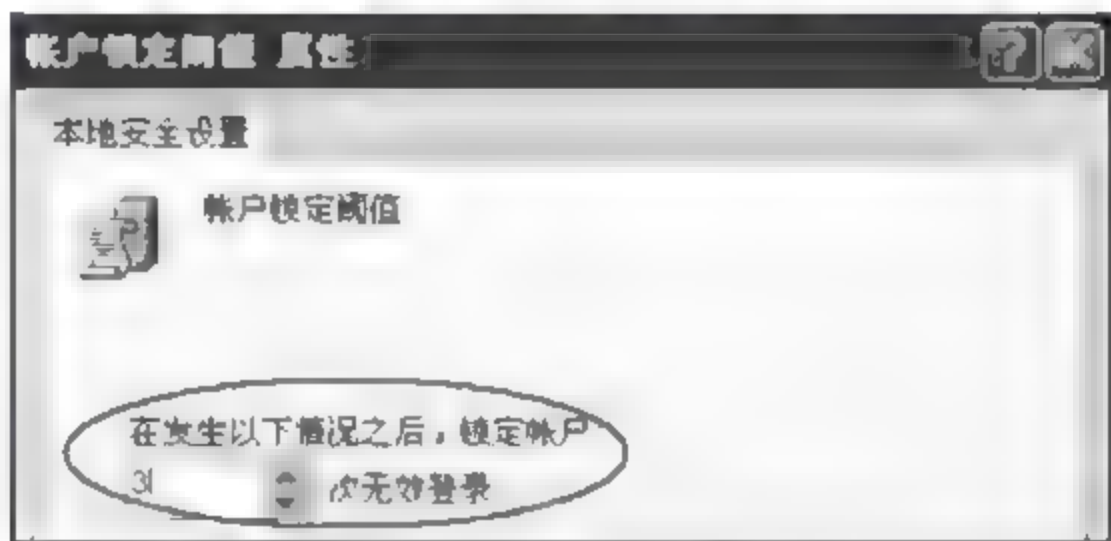 帐户锁定阈值 属性
本地安全设置
帐户锁定阈值
在发生以下情况之后，锁定帐户
3
次无效登录